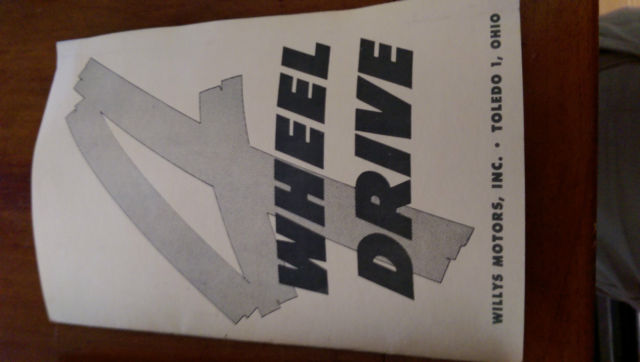 4
WHEEL
DRIVE
WILLYS MOTORS, INC. • TOLEDO 1, OHIO